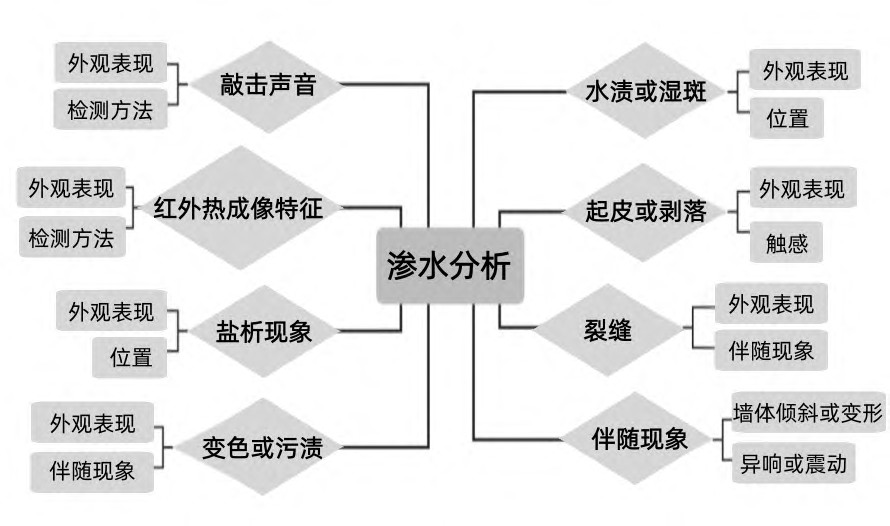 渗水分析
敲击声音
外观表现
检测方法
红外热成像特征
外观表现
检测方法
盐析现象
外观表现
位置
变色或污渍
外观表现
伴随现象
水渍或湿斑
外观表现
位置
起皮或剥落
外观表现
触感
裂缝
外观表现
伴随现象
伴随现象
墙体倾斜或变形
异响或震动